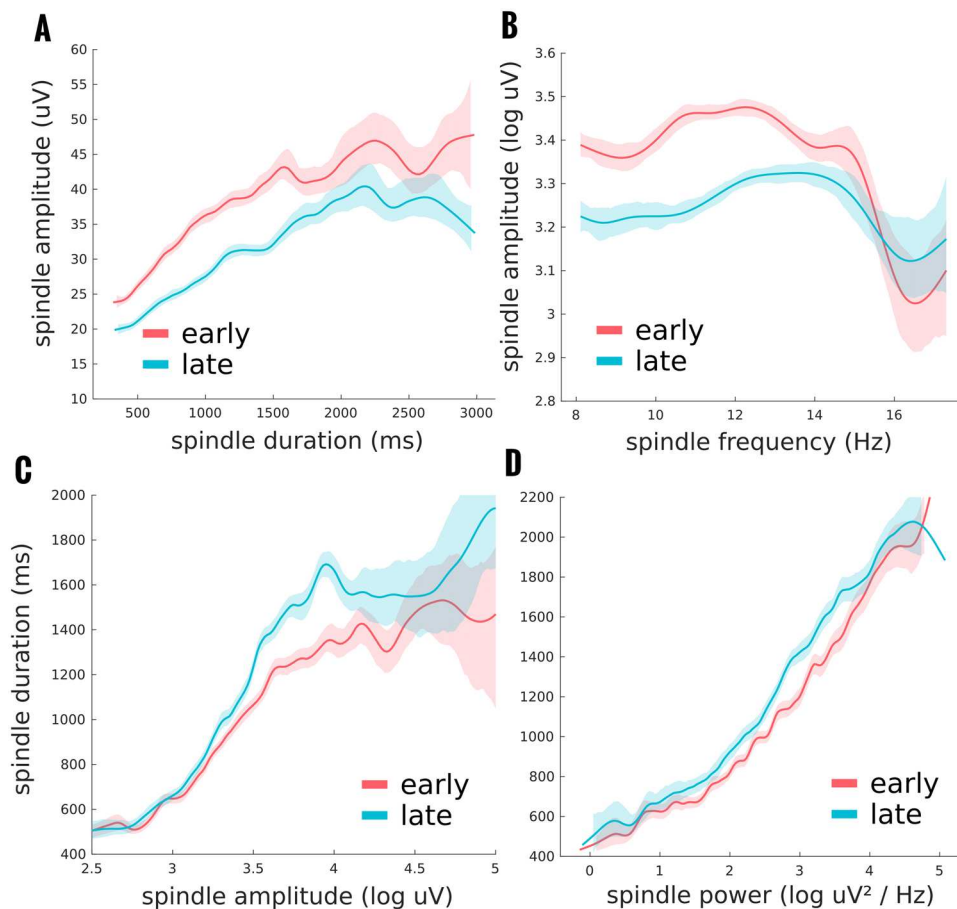 A
60
55
50
45
40
35
30
25
20
15
10
spindle amplitude (uV)
early
late
500 1000 1500 2000 2500 3000
spindle duration (ms)
B
3.6
3.5
3.4
3.3
3.2
3.1
3
2.9
2.8
spindle amplitude (log uV)
early
late
8 10 12 14 16
spindle frequency (Hz)
C
2000
1800
1600
1400
1200
1000
800
600
400
spindle duration (ms)
early
late
2.5 3 3.5 4 4.5 5
spindle amplitude (log uV)
D
2200
2000
1800
1600
1400
1200
1000
800
600
400
early
late
0 1 2 3 4 5
spindle power (log uV² / Hz)